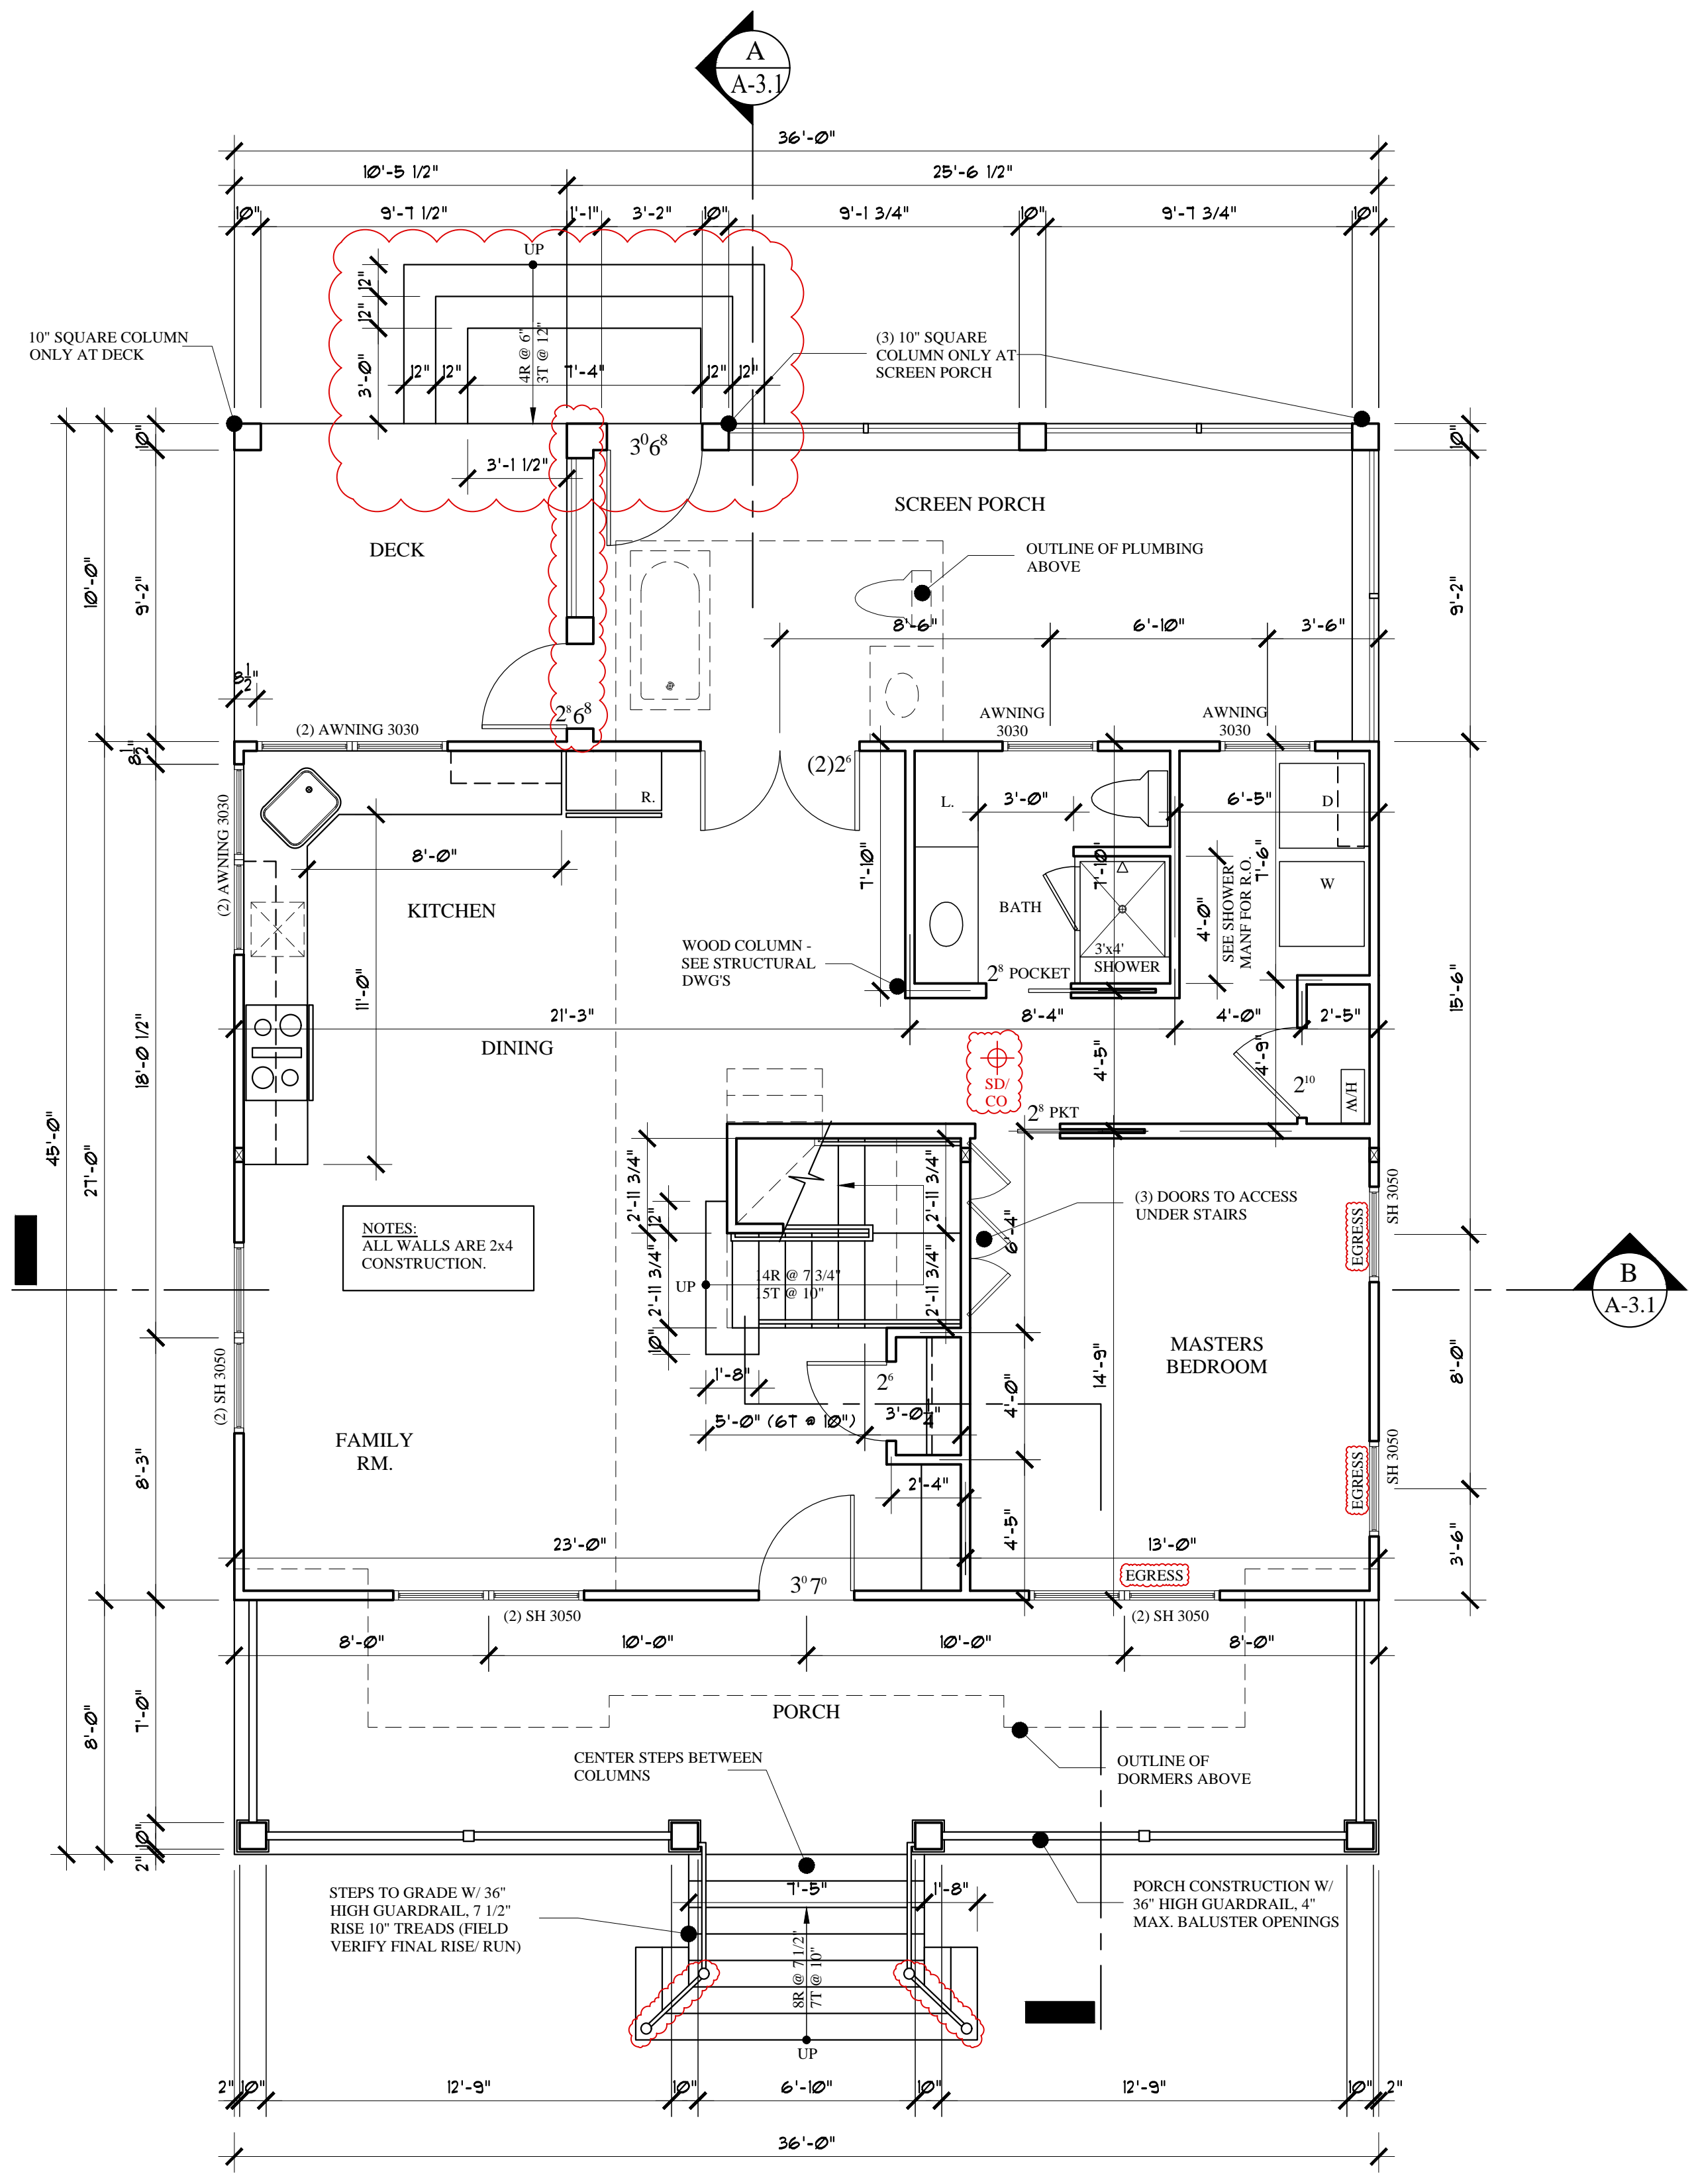 A
A-3.1
36'-0"
10'-5 1/2"
25'-6 1/2"
10"
9'-7 1/2"
1'-1"
3'-2"
10"
9'-1 3/4"
10"
9'-7 3/4"
10"
UP
12"
12"
3'-0"
4R @ 6"
3T @ 12"
12"
12"
7'-4"
12"
12"
10" SQUARE COLUMN
ONLY AT DECK
(3) 10" SQUARE
COLUMN ONLY AT
SCREEN PORCH
3⁰6⁸
3'-1 1/2"
10"
10"
SCREEN PORCH
DECK
OUTLINE OF PLUMBING
ABOVE
10'-0"
9'-2"
9'-2"
8'-6"
6'-10"
3'-6"
8 1/2"
2⁸6⁸
(2) AWNING 3030
AWNING
3030
AWNING
3030
8 1/2"
(2)2⁶
R.
L.
3'-0"
6'-5"
D
(2) AWNING 3030
8'-0"
7'-10"
7'-10"
7'-6"
KITCHEN
BATH
4'-0"
SEE SHOWER
MANF FOR R.O.
W
WOOD COLUMN -
SEE STRUCTURAL
DWG'S
3'x4'
SHOWER
2⁸ POCKET
11'-0"
15'-6"
21'-3"
8'-4"
4'-0"
2'-5"
18'-0 1/2"
DINING
4'-5"
4'-9"
SD/
CO
2¹⁰
W/H
2⁸ PKT
45'-0"
27'-0"
2'-11 3/4"
12"
2'-11 3/4"
10"
2'-11 3/4"
2'-11 3/4"
(3) DOORS TO ACCESS
UNDER STAIRS
6'-4"
SH 3050
EGRESS
NOTES:
ALL WALLS ARE 2x4
CONSTRUCTION.
UP
14R @ 7 3/4"
15T @ 10"
B
A-3.1
MASTERS
BEDROOM
14'-9"
8'-0"
(2) SH 3050
1'-8"
2⁶
4'-0"
5'-0" (6T @ 10")
3'-0 1/4"
FAMILY
RM.
8'-3"
SH 3050
EGRESS
2'-4"
4'-5"
3'-6"
23'-0"
13'-0"
EGRESS
3⁰7⁰
(2) SH 3050
(2) SH 3050
8'-0"
10'-0"
10'-0"
8'-0"
8'-0"
7'-0"
PORCH
CENTER STEPS BETWEEN
COLUMNS
OUTLINE OF
DORMERS ABOVE
10"
2"
7'-5"
1'-8"
STEPS TO GRADE W/ 36"
HIGH GUARDRAIL, 7 1/2"
RISE 10" TREADS (FIELD
VERIFY FINAL RISE/ RUN)
PORCH CONSTRUCTION W/
36" HIGH GUARDRAIL, 4"
MAX. BALUSTER OPENINGS
8R @ 7 1/2"
7T @ 10"
UP
2"
10"
12'-9"
10"
6'-10"
10"
12'-9"
10"
2"
36'-0"